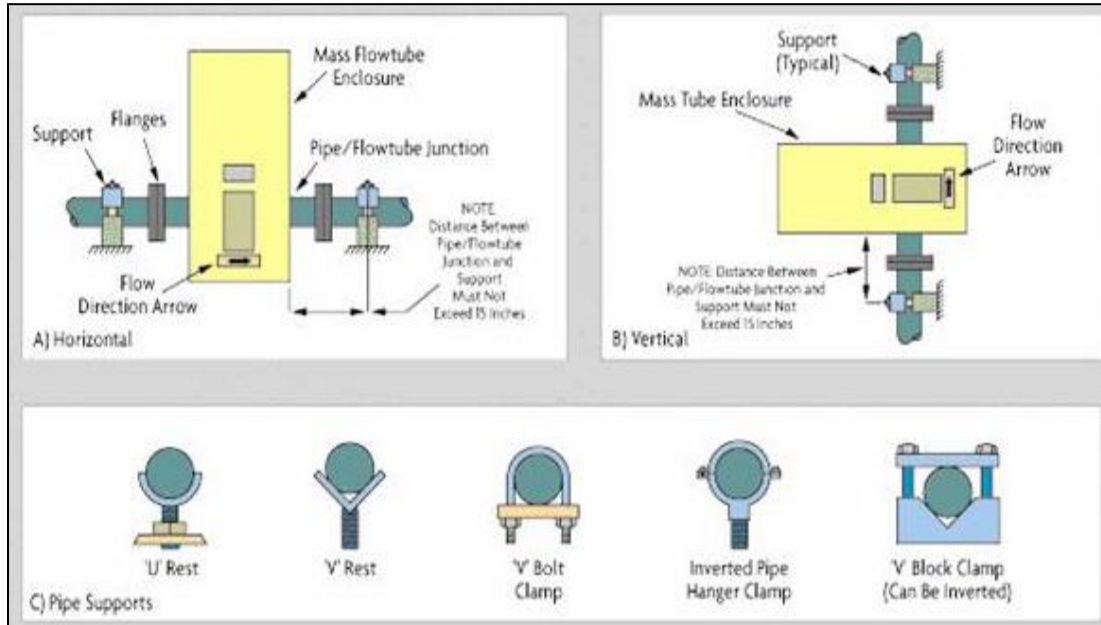 Mass Flowtube
Enclosure
Flanges
Support
Pipe/Flowtube Junction
NOTE
Distance Between
Pipe/Flowtube
Junction and
Support
Must Not
Exceed 15 Inches
Flow
Direction Arrow
A) Horizontal
Support
(Typical)
Mass Tube Enclosure
Flow
Direction
Arrow
NOTE: Distance Between
Pipe/Flowtube Junction and
Support Must Not
Exceed 15 Inches
B) Vertical
'U' Rest
'V' Rest
'V' Bolt
Clamp
Inverted Pipe
Hanger Clamp
'V' Block Clamp
(Can Be Inverted)
C) Pipe Supports